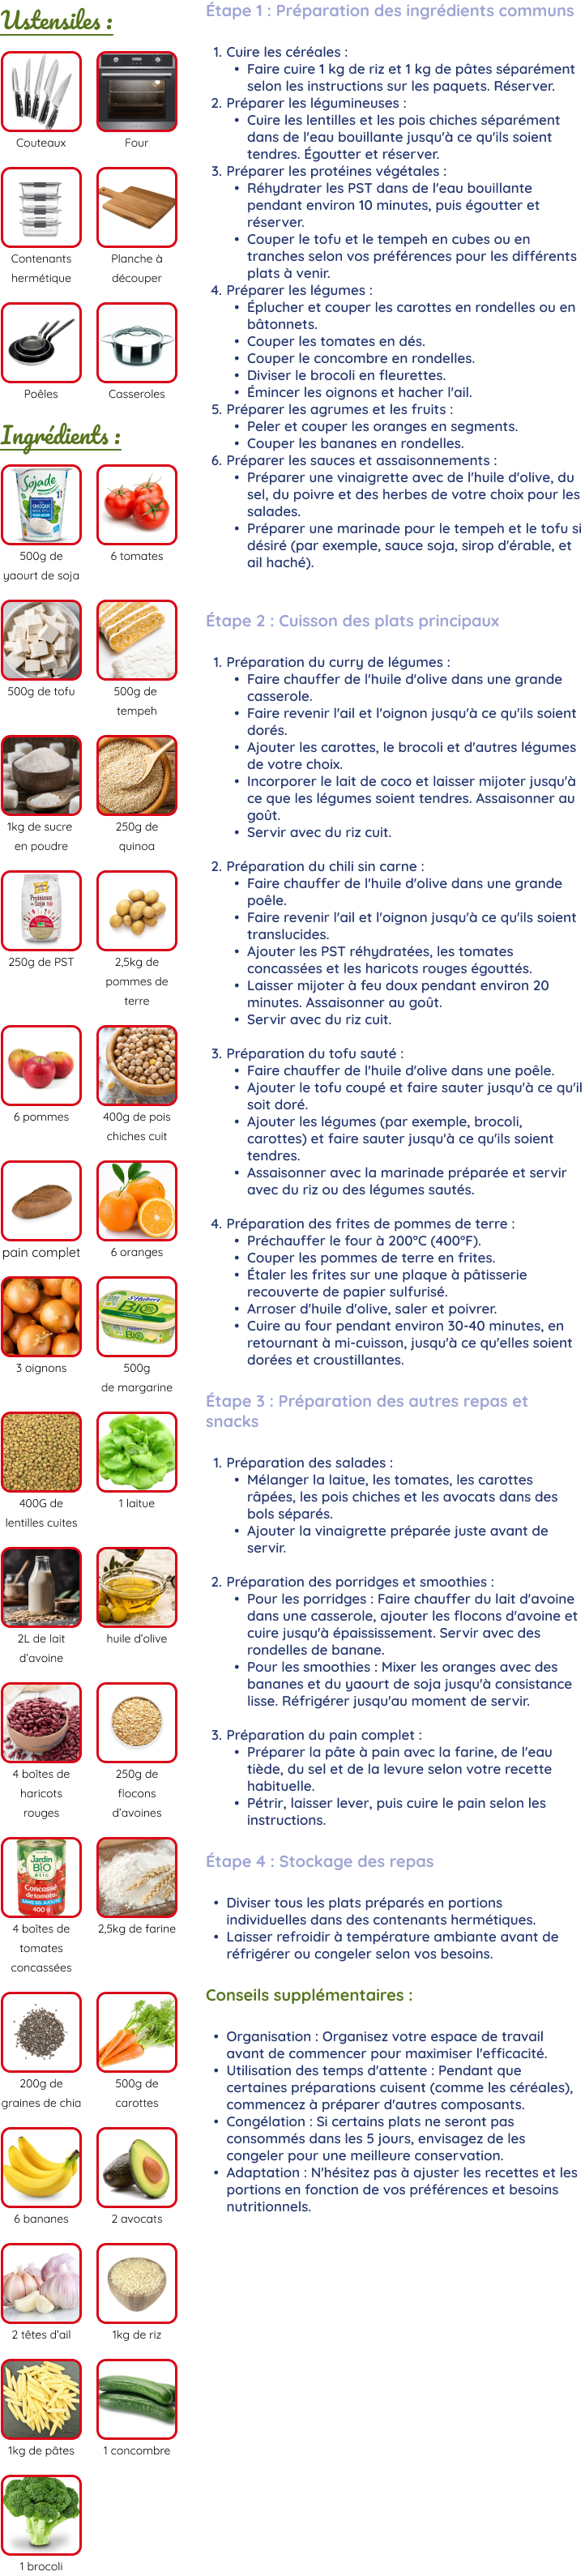 Ustensiles :
Couteaux
Four
Contenants
hermétique
Planche à
découper
Poêles
Casseroles
Ingrédients :
Sojade
500g de
yaourt de soja
6 tomates
500g de tofu
500g de
tempeh
1kg de sucre
en poudre
250g de
quinoa
Protéines
de Soja
250g de PST
2,5kg de
pommes de
terre
6 pommes
400g de pois
chiches cuit
pain complet
6 oranges
3 oignons
BIO
500g
de margarine
400G de
lentilles cuites
1 laitue
2L de lait
d'avoine
huile d'olive
4 boîtes de
haricots
rouges
250g de
flocons
d'avoines
Jardin
BiO
étic
Concassé
de tomates
400 g
4 boîtes de
tomates
concassées
2,5kg de farine
200g de
graines de chia
500g de
carottes
6 bananes
2 avocats
2 têtes d'ail
1kg de riz
1kg de pâtes
1 concombre
1 brocoli
Étape 1 : Préparation des ingrédients communs
1. Cuire les céréales :
• Faire cuire 1 kg de riz et 1 kg de pâtes séparément
selon les instructions sur les paquets. Réserver.
2. Préparer les légumineuses :
• Cuire les lentilles et les pois chiches séparément
dans de l'eau bouillante jusqu'à ce qu'ils soient
tendres. Égoutter et réserver.
3. Préparer les protéines végétales :
• Réhydrater les PST dans de l'eau bouillante
pendant environ 10 minutes, puis égoutter et
réserver.
• Couper le tofu et le tempeh en cubes ou en
tranches selon vos préférences pour les différents
plats à venir.
4. Préparer les légumes :
• Éplucher et couper les carottes en rondelles ou en
bâtonnets.
• Couper les tomates en dés.
• Couper le concombre en rondelles.
• Diviser le brocoli en fleurettes.
• Émincer les oignons et hacher l'ail.
5. Préparer les agrumes et les fruits :
• Peler et couper les oranges en segments.
• Couper les bananes en rondelles.
6. Préparer les sauces et assaisonnements :
• Préparer une vinaigrette avec de l'huile d'olive, du
sel, du poivre et des herbes de votre choix pour les
salades.
• Préparer une marinade pour le tempeh et le tofu si
désiré (par exemple, sauce soja, sirop d'érable, et
ail haché).
Étape 2 : Cuisson des plats principaux
1. Préparation du curry de légumes :
• Faire chauffer de l'huile d'olive dans une grande
casserole.
• Faire revenir l'ail et l'oignon jusqu'à ce qu'ils soient
dorés.
• Ajouter les carottes, le brocoli et d'autres légumes
de votre choix.
• Incorporer le lait de coco et laisser mijoter jusqu'à
ce que les légumes soient tendres. Assaisonner au
goût.
• Servir avec du riz cuit.
2. Préparation du chili sin carne :
• Faire chauffer de l'huile d'olive dans une grande
poêle.
• Faire revenir l'ail et l'oignon jusqu'à ce qu'ils soient
translucides.
• Ajouter les PST réhydratées, les tomates
concassées et les haricots rouges égouttés.
• Laisser mijoter à feu doux pendant environ 20
minutes. Assaisonner au goût.
• Servir avec du riz cuit.
3. Préparation du tofu sauté :
• Faire chauffer de l'huile d'olive dans une poêle.
• Ajouter le tofu coupé et faire sauter jusqu'à ce qu'il
soit doré.
• Ajouter les légumes (par exemple, brocoli,
carottes) et faire sauter jusqu'à ce qu'ils soient
tendres.
• Assaisonner avec la marinade préparée et servir
avec du riz ou des légumes sautés.
4. Préparation des frites de pommes de terre :
• Préchauffer le four à 200°C (400°F).
• Couper les pommes de terre en frites.
• Étaler les frites sur une plaque à pâtisserie
recouverte de papier sulfurisé.
• Arroser d'huile d'olive, saler et poivrer.
• Cuire au four pendant environ 30-40 minutes, en
retournant à mi-cuisson, jusqu'à ce qu'elles soient
dorées et croustillantes.
Étape 3 : Préparation des autres repas et
snacks
1. Préparation des salades :
• Mélanger la laitue, les tomates, les carottes
râpées, les pois chiches et les avocats dans des
bols séparés.
• Ajouter la vinaigrette préparée juste avant de
servir.
2. Préparation des porridges et smoothies :
• Pour les porridges : Faire chauffer du lait d'avoine
dans une casserole, ajouter les flocons d'avoine et
cuire jusqu'à épaississement. Servir avec des
rondelles de banane.
• Pour les smoothies : Mixer les oranges avec des
bananes et du yaourt de soja jusqu'à consistance
lisse. Réfrigérer jusqu'au moment de servir.
3. Préparation du pain complet :
• Préparer la pâte à pain avec la farine, de l'eau
tiède, du sel et de la levure selon votre recette
habituelle.
• Pétrir, laisser lever, puis cuire le pain selon les
instructions.
Étape 4 : Stockage des repas
• Diviser tous les plats préparés en portions
individuelles dans des contenants hermétiques.
• Laisser refroidir à température ambiante avant de
réfrigérer ou congeler selon vos besoins.
Conseils supplémentaires :
• Organisation : Organisez votre espace de travail
avant de commencer pour maximiser l'efficacité.
• Utilisation des temps d'attente : Pendant que
certaines préparations cuisent (comme les céréales),
commencez à préparer d'autres composants.
• Congélation : Si certains plats ne seront pas
consommés dans les 5 jours, envisagez de les
congeler pour une meilleure conservation.
• Adaptation : N'hésitez pas à ajuster les recettes et les
portions en fonction de vos préférences et besoins
nutritionnels.